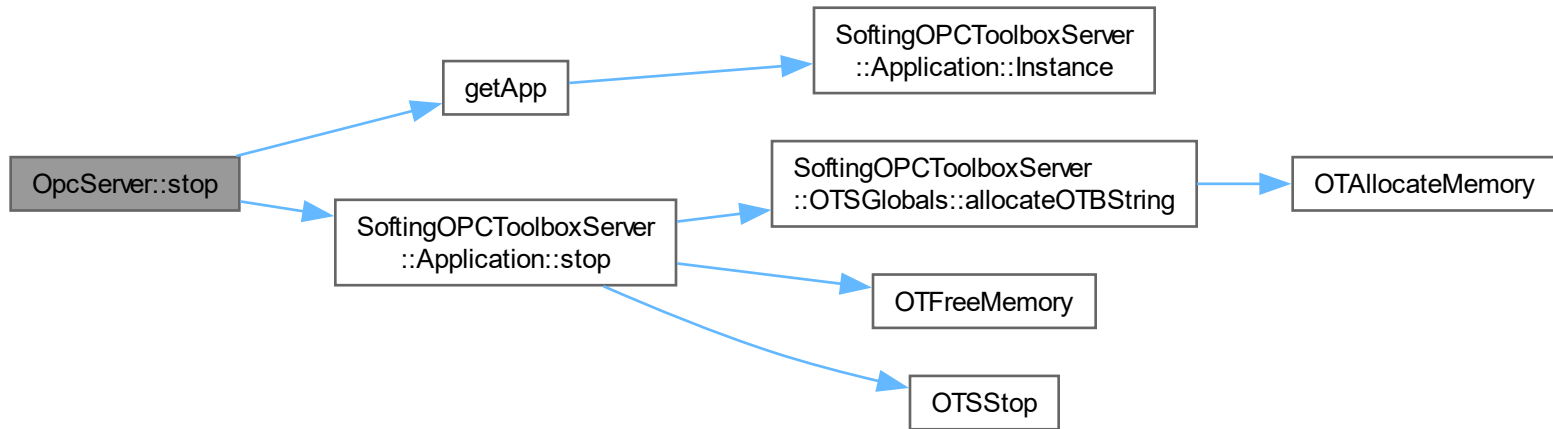 SoftingOPCToolboxServer
::Application::Instance
getApp
OpcServer::stop
SoftingOPCToolboxServer
::OTSGlobals::allocateOTBString
OTAllocateMemory
SoftingOPCToolboxServer
::Application::stop
OTFreeMemory
OTSStop